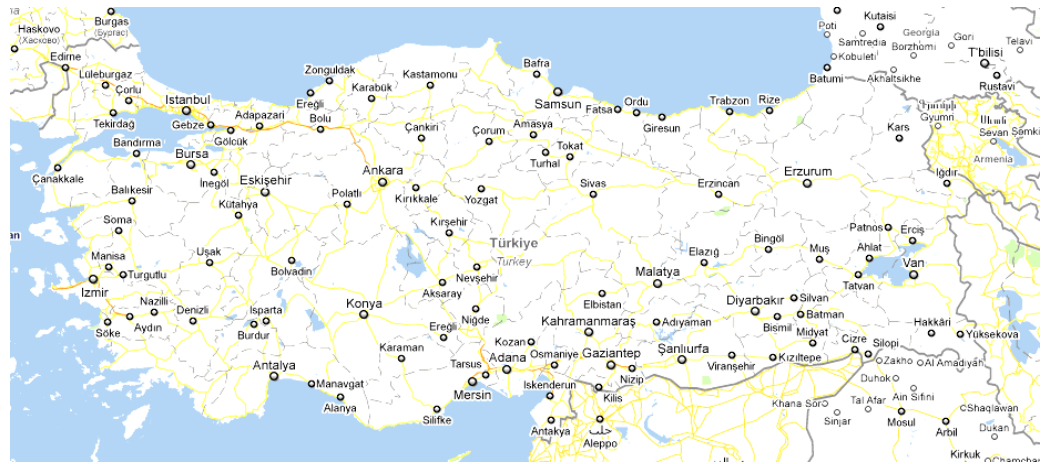 Burgas
(Бургас)
Haskovo
(Хасково)
Edirne
Lüleburgaz
Çorlu
Tekirdağ
Istanbul
Gebze
Gölcük
Adapazari
Zonguldak
Ereğli
Bolu
Karabük
Kastamonu
Bafra
Samsun
Fatsa
Ordu
Giresun
Trabzon
Rize
Batumi
Poti
Kutaisi
Samtredia
Kobuleti
Georgia
Gori
Borzhomi
Akhaltsikhe
Telavi
T'bilisi
Rustavi
Bandırma
Bursa
İnegöl
Çanakkale
Balıkesir
Eskişehir
Kütahya
Çankiri
Çorum
Amasya
Turhal
Tokat
Ankara
Kırıkkale
Polatlı
Yozgat
Sivas
Erzincan
Erzurum
Kars
Gyumri
Sevan
Armenia
Iğdır
an
Soma
Manisa
Turgutlu
Izmir
Uşak
Bolvadin
Kırşehir
Türkiye
Turkey
Nevşehir
Aksaray
Malatya
Elazığ
Bingöl
Muş
Patnos
Erciş
Ahlat
Tatvan
Van
Nazilli
Aydın
Söke
Denizli
Isparta
Burdur
Konya
Niğde
Ereğli
Karaman
Elbistan
Kahramanmaraş
Adıyaman
Diyarbakır
Silvan
Batman
Bismil
Midyat
Hakkâri
Yüksekova
Antalya
Manavgat
Alanya
Silifke
Tarsus
Mersin
Adana
Kozan
Osmaniye
Gaziantep
Nizip
Şanlıurfa
Viranşehir
Kızıltepe
Cizre
Silopi
Zakho
Al Amadiyah
Duhok
Ain Sifini
Iskenderun
Kilis
Antakya
حلب
Aleppo
Khana Sor
Sinjar
Tal Afar
Mosul
Shaqlawan
Arbil
Dukan
Kirkuk